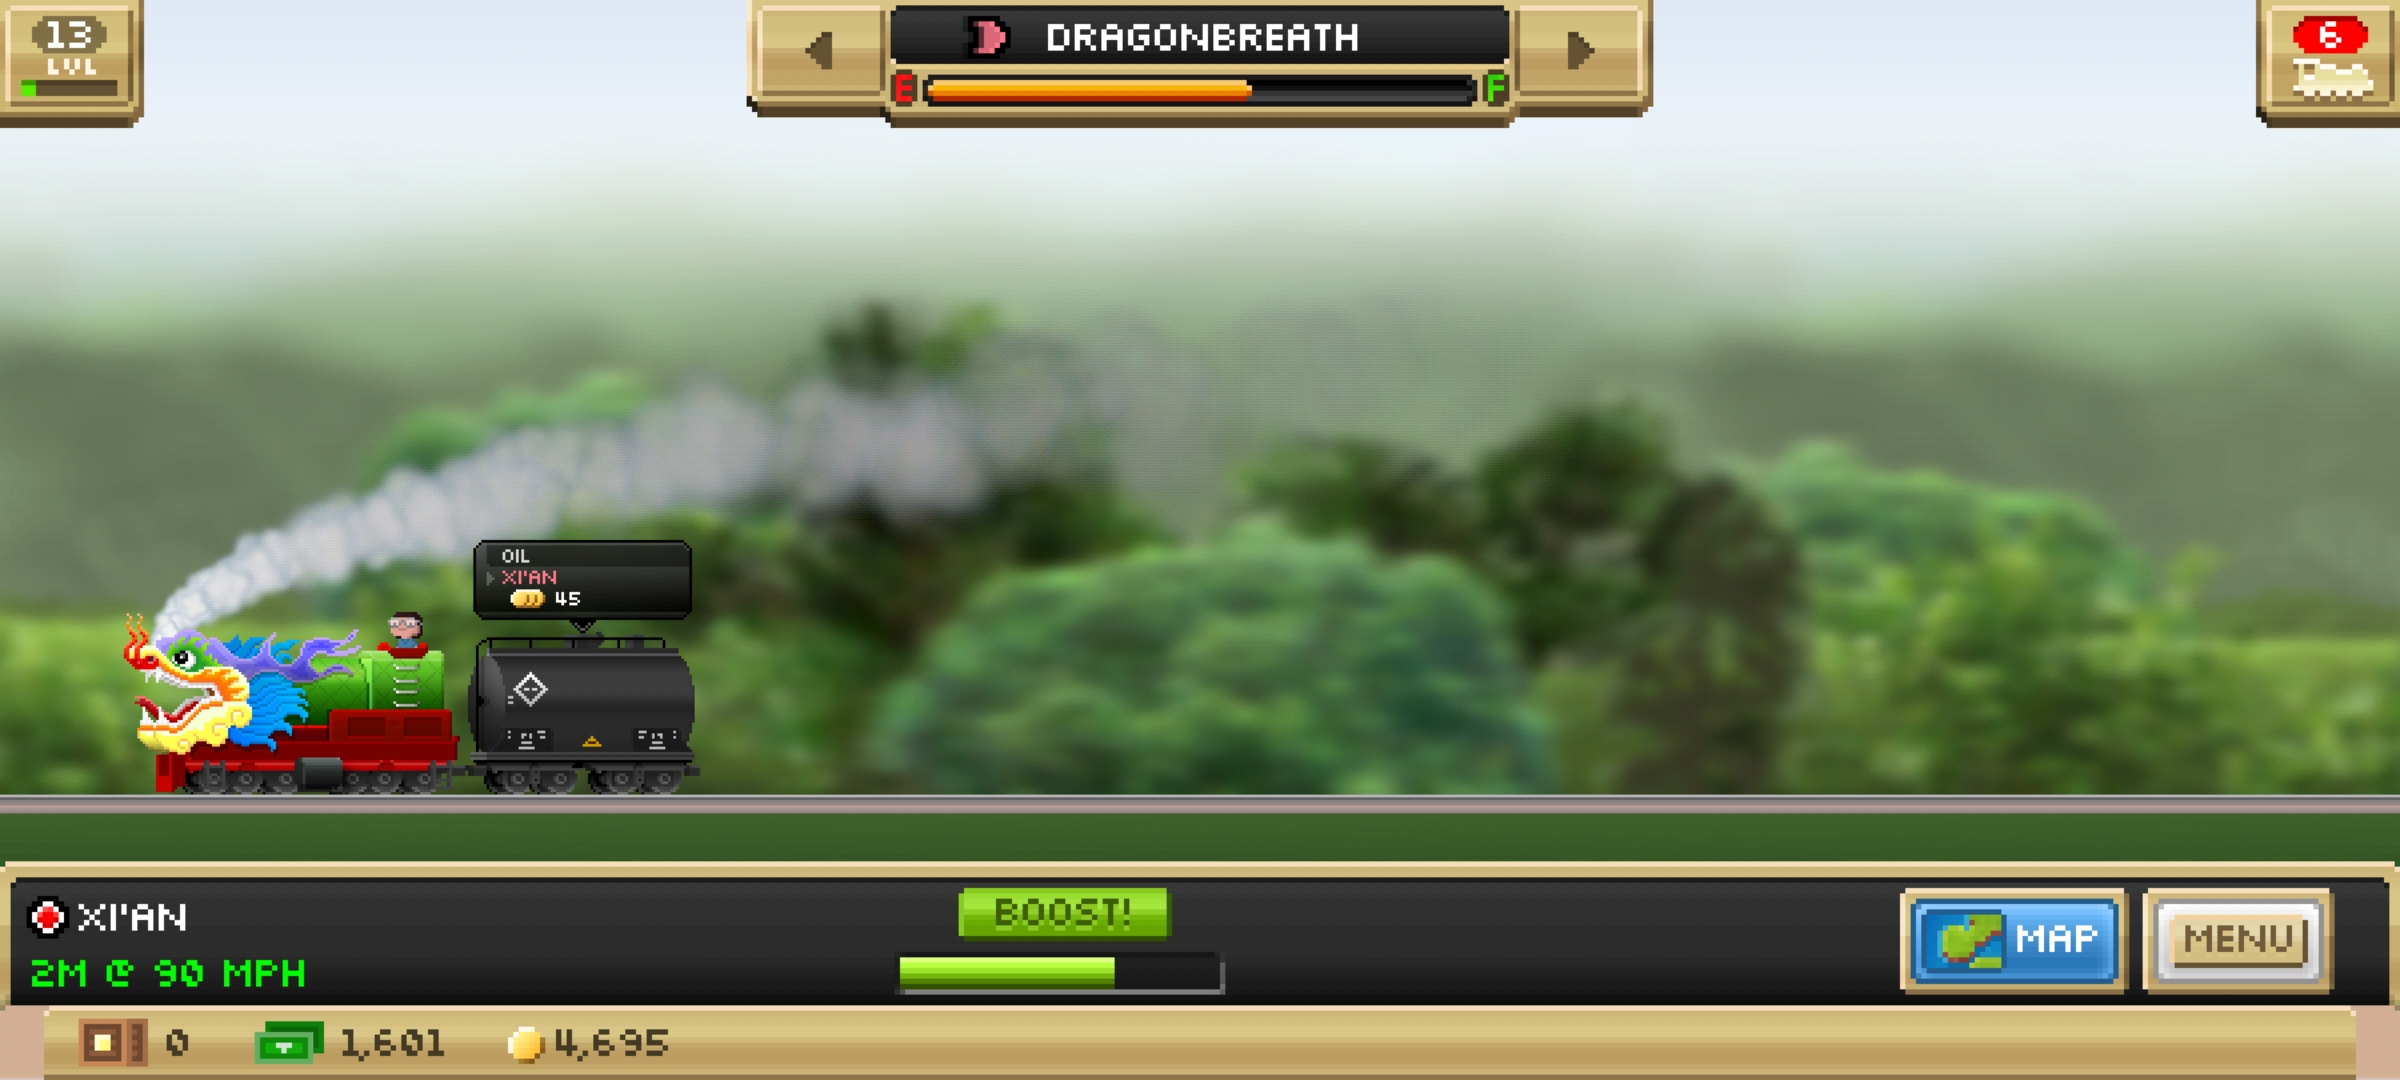 13
LVL
DRAGONBREATH
E F
6
OIL
XI'AN
45
XI'AN
2M @ 90 MPH
BOOST!
MAP
MENU
0
1,601
4,695